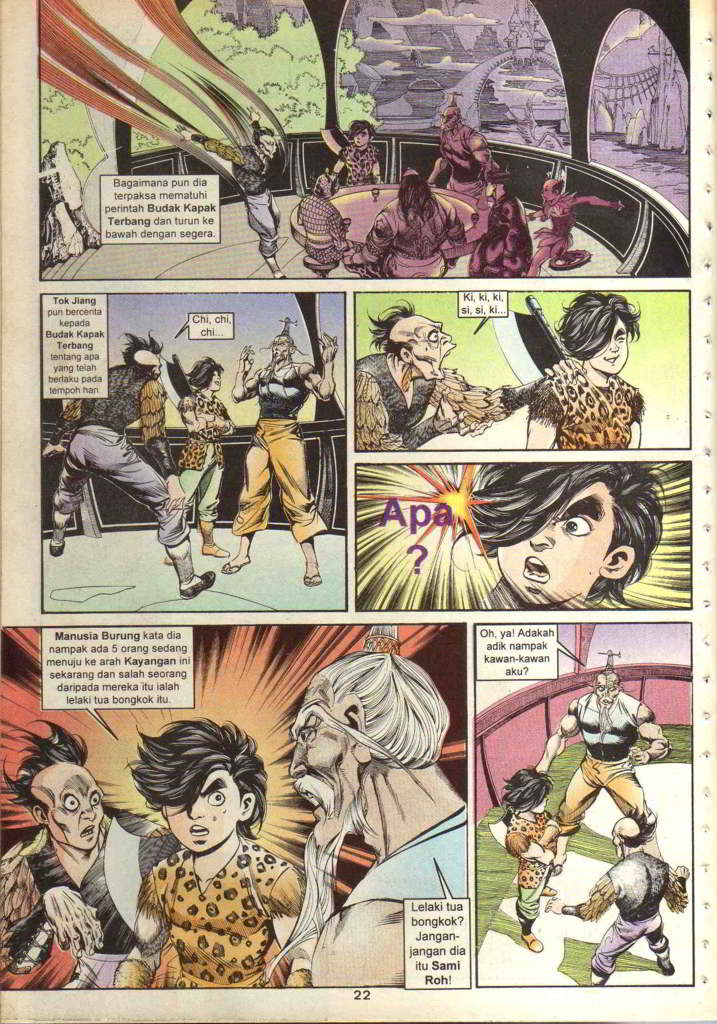 Bagaimana pun dia
terpaksa mematuhi
perintah Budak Kapak
Terbang dan turun ke
bawah dengan segera.
Tok Jiang
pun bercerita
kepada
Budak Kapak
Terbang
tentang apa
yang telah
berlaku pada
tempoh hari.
Chi, chi,
chi...
Ki, ki, ki,
si, si, ki...
Apa
?
Manusia Burung kata dia
nampak ada 5 orang sedang
menuju ke arah Kayangan ini
sekarang dan salah seorang
daripada mereka itu ialah
lelaki tua bongkok itu.
Lelaki tua
bongkok?
Jangan-
jangan dia
itu Sami
Roh!
Oh, ya! Adakah
adik nampak
kawan-kawan
aku?
22